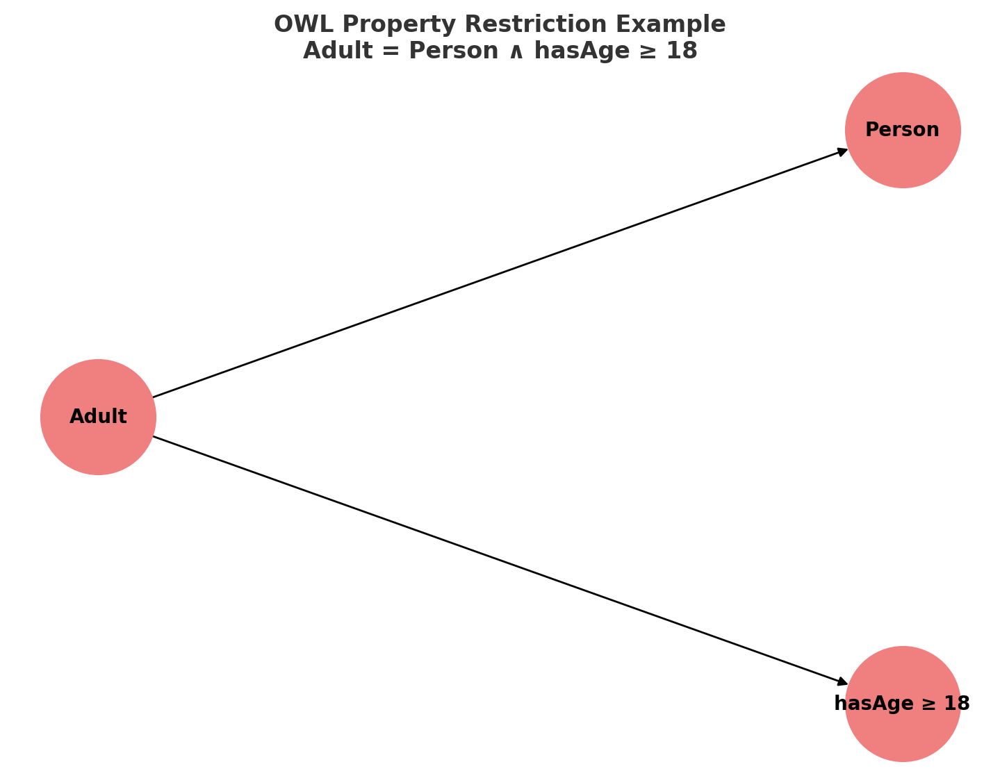 OWL Property Restriction Example
Adult = Person ∧ hasAge ≥ 18
Person
Adult
hasAge ≥ 18